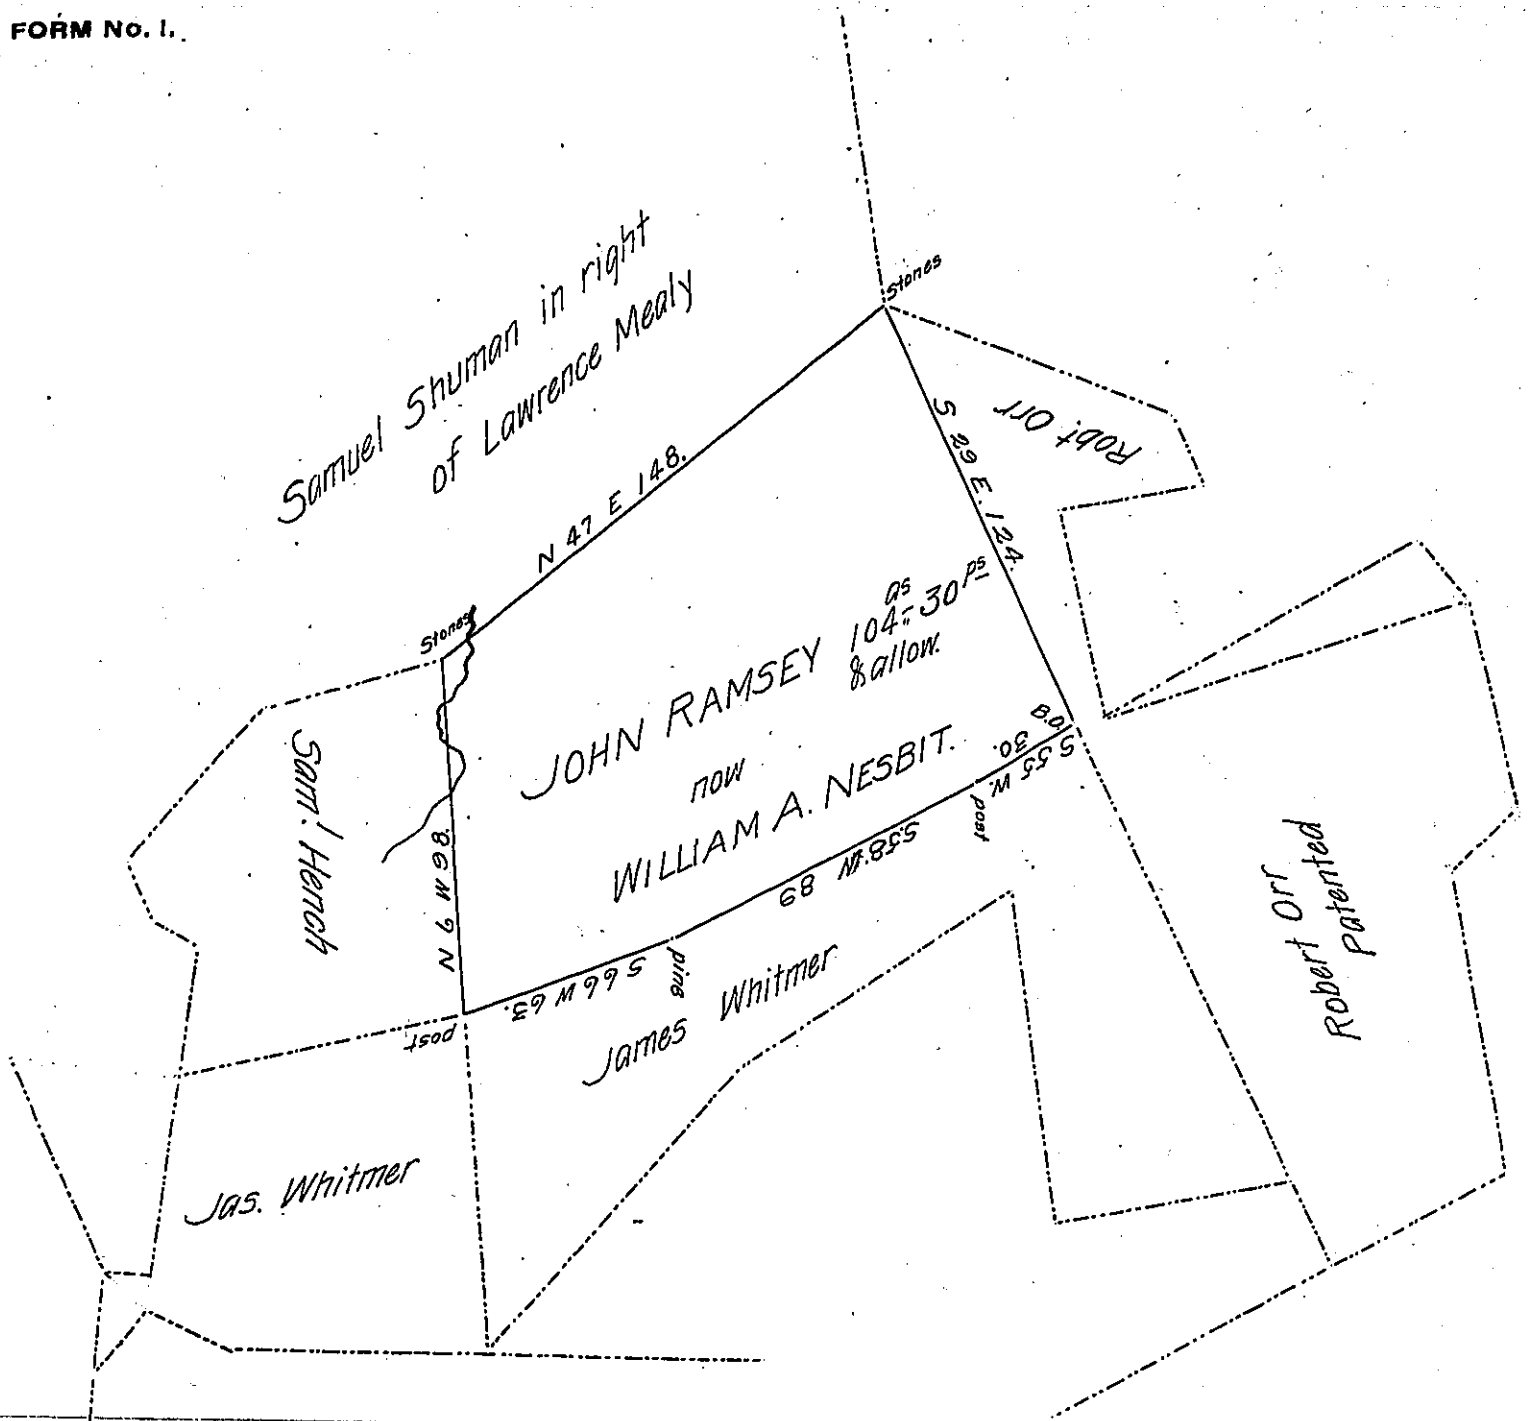 FORM No. 1.
Samuel Shuman in right
of Lawrence Mealy
Stones
N 47 E 148.
S 29 E. 124.
Robt Orr
Stones
JOHN RAMSEY 104 as 30 ps
& allow.
now
WILLIAM A. NESBIT.
B.O.
S 55 W. 30.
post
S 58 W 89
pine
S 66 W 63.
post
Sam! Hench
James Whitmer
Jas. Whitmer
Robert Orr
Patented